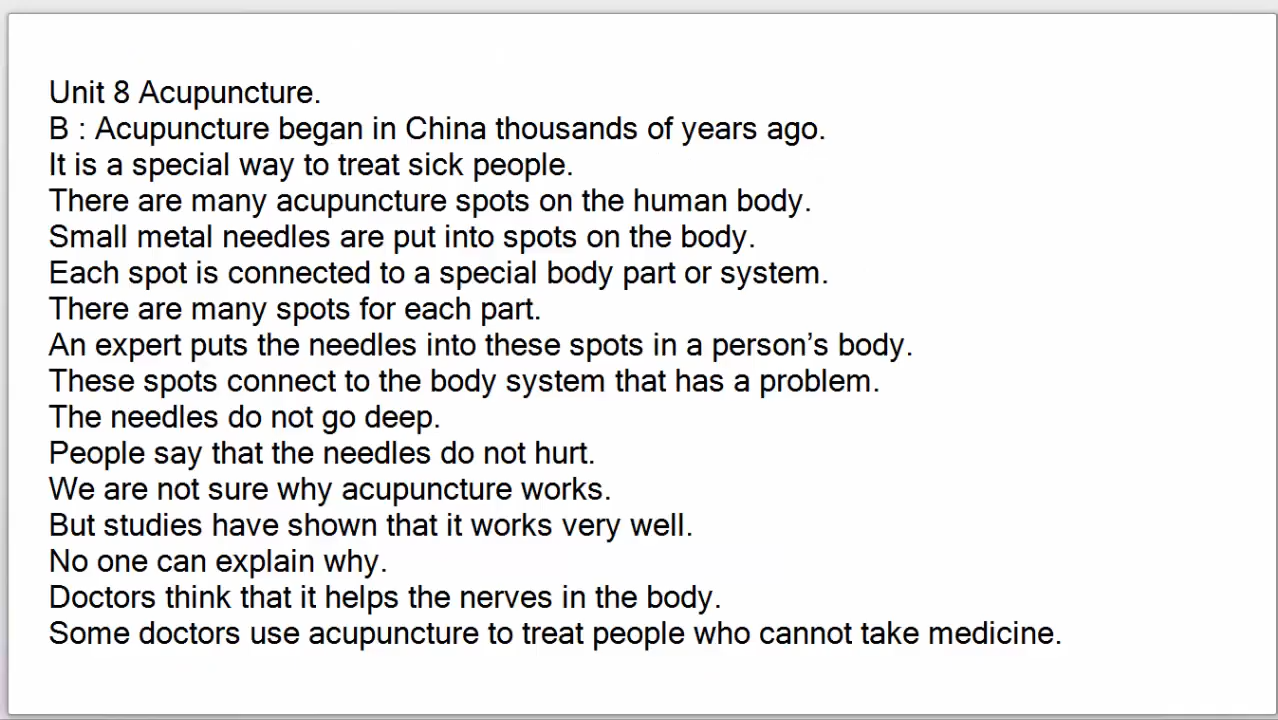 Unit 8 Acupuncture.
B : Acupuncture began in China thousands of years ago.
It is a special way to treat sick people.
There are many acupuncture spots on the human body.
Small metal needles are put into spots on the body.
Each spot is connected to a special body part or system.
There are many spots for each part.
An expert puts the needles into these spots in a person’s body.
These spots connect to the body system that has a problem.
The needles do not go deep.
People say that the needles do not hurt.
We are not sure why acupuncture works.
But studies have shown that it works very well.
No one can explain why.
Doctors think that it helps the nerves in the body.
Some doctors use acupuncture to treat people who cannot take medicine.